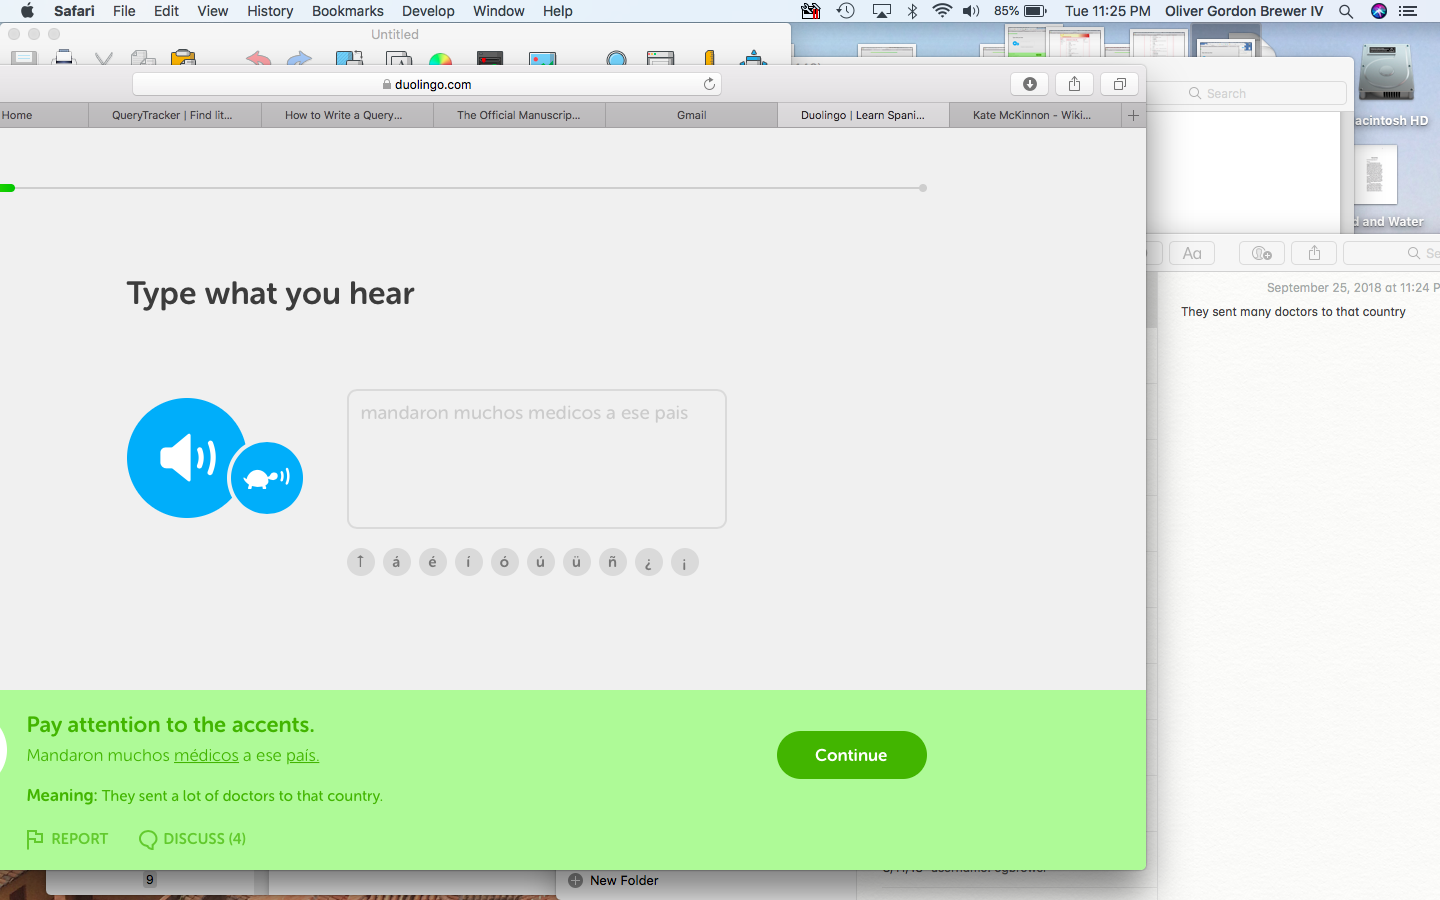 Safari File Edit View History Bookmarks Develop Window Help 85% Tue 11:25 PM Oliver Gordon Brewer IV
Untitled
duolingo.com
Search
Home QueryTracker | Find lit... How to Write a Query... The Official Manuscrip... Gmail Duolingo | Learn Spani... Kate McKinnon - Wiki...
acintosh HD
d and Water
Aa
Se
September 25, 2018 at 11:24 P
They sent many doctors to that country
Type what you hear
mandaron muchos medicos a ese pais
á é í ó ú ü ñ ¿ ¡
Pay attention to the accents.
Mandaron muchos médicos a ese país.
Continue
Meaning: They sent a lot of doctors to that country.
REPORT DISCUSS (4)
9
New Folder